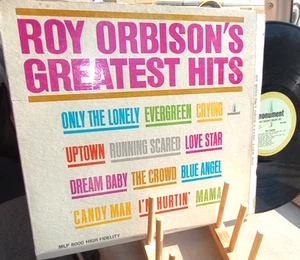 ROY ORBISON'S
GREATEST HITS
ONLY THE LONELY EVERGREEN CRYING
UPTOWN RUNNING SCARED LOVE STAR
DREAM BABY THE CROWD BLUE ANGEL
CANDY MAN I'M HURTIN' MAMA
MLP 8000 HIGH FIDELITY
monument